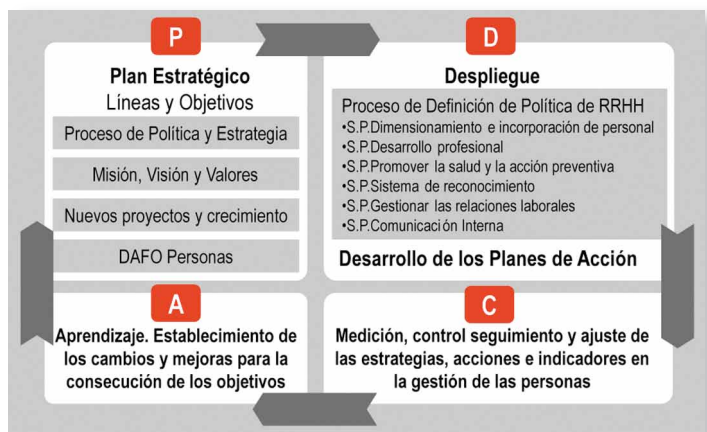 P
Plan Estratégico
Líneas y Objetivos
Proceso de Política y Estrategia
Misión, Visión y Valores
Nuevos proyectos y crecimiento
DAFO Personas
D
Despliegue
Proceso de Definición de Política de RRHH
•S.P.Dimensionamiento e incorporación de personal
•S.P.Desarrollo profesional
•S.P.Promover la salud y la acción preventiva
•S.P.Sistema de reconocimiento
•S.P.Gestionar las relaciones laborales
•S.P.Comunicación Interna
Desarrollo de los Planes de Acción
A
Aprendizaje. Establecimiento de
los cambios y mejoras para la
consecución de los objetivos
C
Medición, control seguimiento y ajuste de
las estrategias, acciones e indicadores en
la gestión de las personas